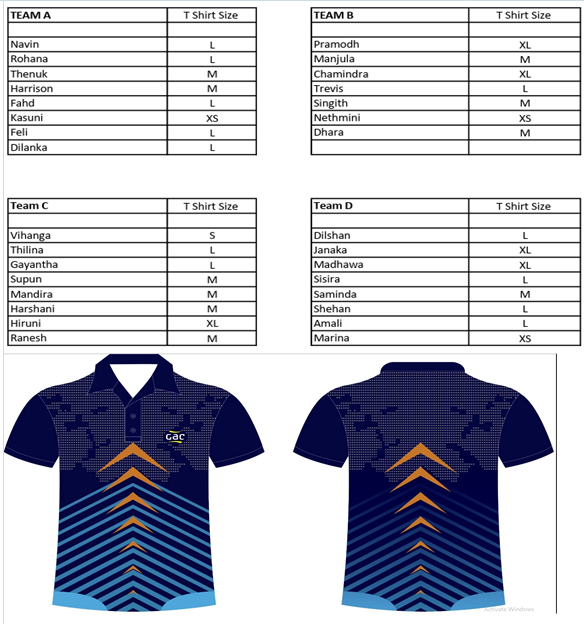 TEAM A T Shirt Size
Navin L
Rohana L
Thenuk M
Harrison M
Fahd L
Kasuni XS
Feli L
Dilanka L
TEAM B T Shirt Size
Pramodh XL
Manjula M
Chamindra XL
Trevis L
Singith M
Nethmini XS
Dhara M
Team C T Shirt Size
Vihanga S
Thilina L
Gayantha L
Supun M
Mandira M
Harshani M
Hiruni XL
Ranesh M
Team D T Shirt Size
Dilshan L
Janaka XL
Madhawa XL
Sisira L
Saminda M
Shehan L
Amali L
Marina XS
GAC
Activate Windows